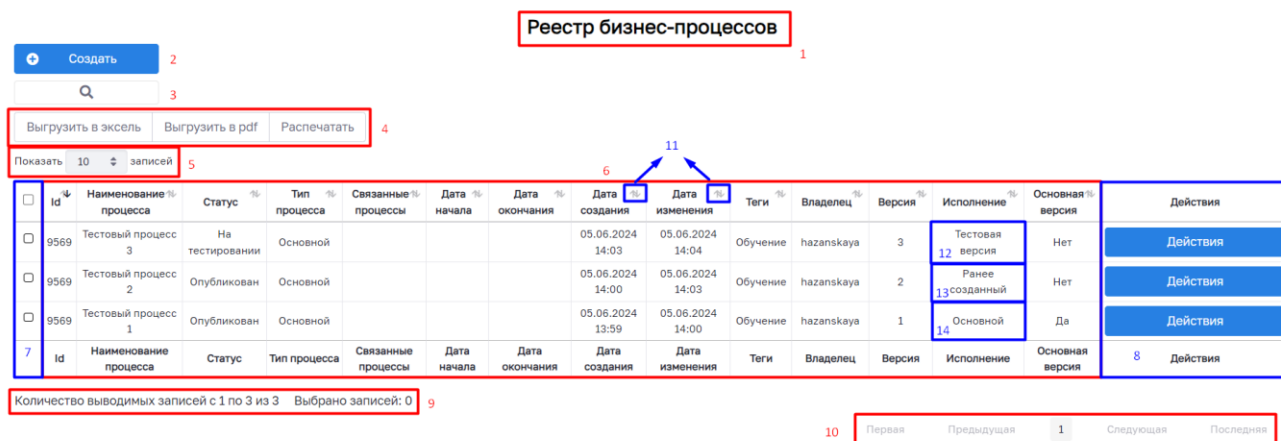 Реестр бизнес-процессов
1
Создать 2
3
Выгрузить в эксель Выгрузить в pdf Распечатать 4
11
Показать 10 записей 5
6
Id Наименование процесса Статус Тип процесса Связанные процессы Дата начала Дата окончания Дата создания Дата изменения Теги Владелец Версия Исполнение Основная версия Действия
9569 Тестовый процесс 3 На тестировании Основной 05.06.2024 14:03 05.06.2024 14:04 Обучение hazanskaya 3 Тестовая версия 12 Нет Действия
9569 Тестовый процесс 2 Опубликован Основной 05.06.2024 14:00 05.06.2024 14:03 Обучение hazanskaya 2 Ранее созданный 13 Нет Действия
9569 Тестовый процесс 1 Опубликован Основной 05.06.2024 13:59 05.06.2024 14:00 Обучение hazanskaya 1 Основной 14 Да Действия
7 Id Наименование процесса Статус Тип процесса Связанные процессы Дата начала Дата окончания Дата создания Дата изменения Теги Владелец Версия Исполнение Основная версия 8 Действия
Количество выводимых записей с 1 по 3 из 3 Выбрано записей: 0 9
10 Первая Предыдущая 1 Следующая Последняя